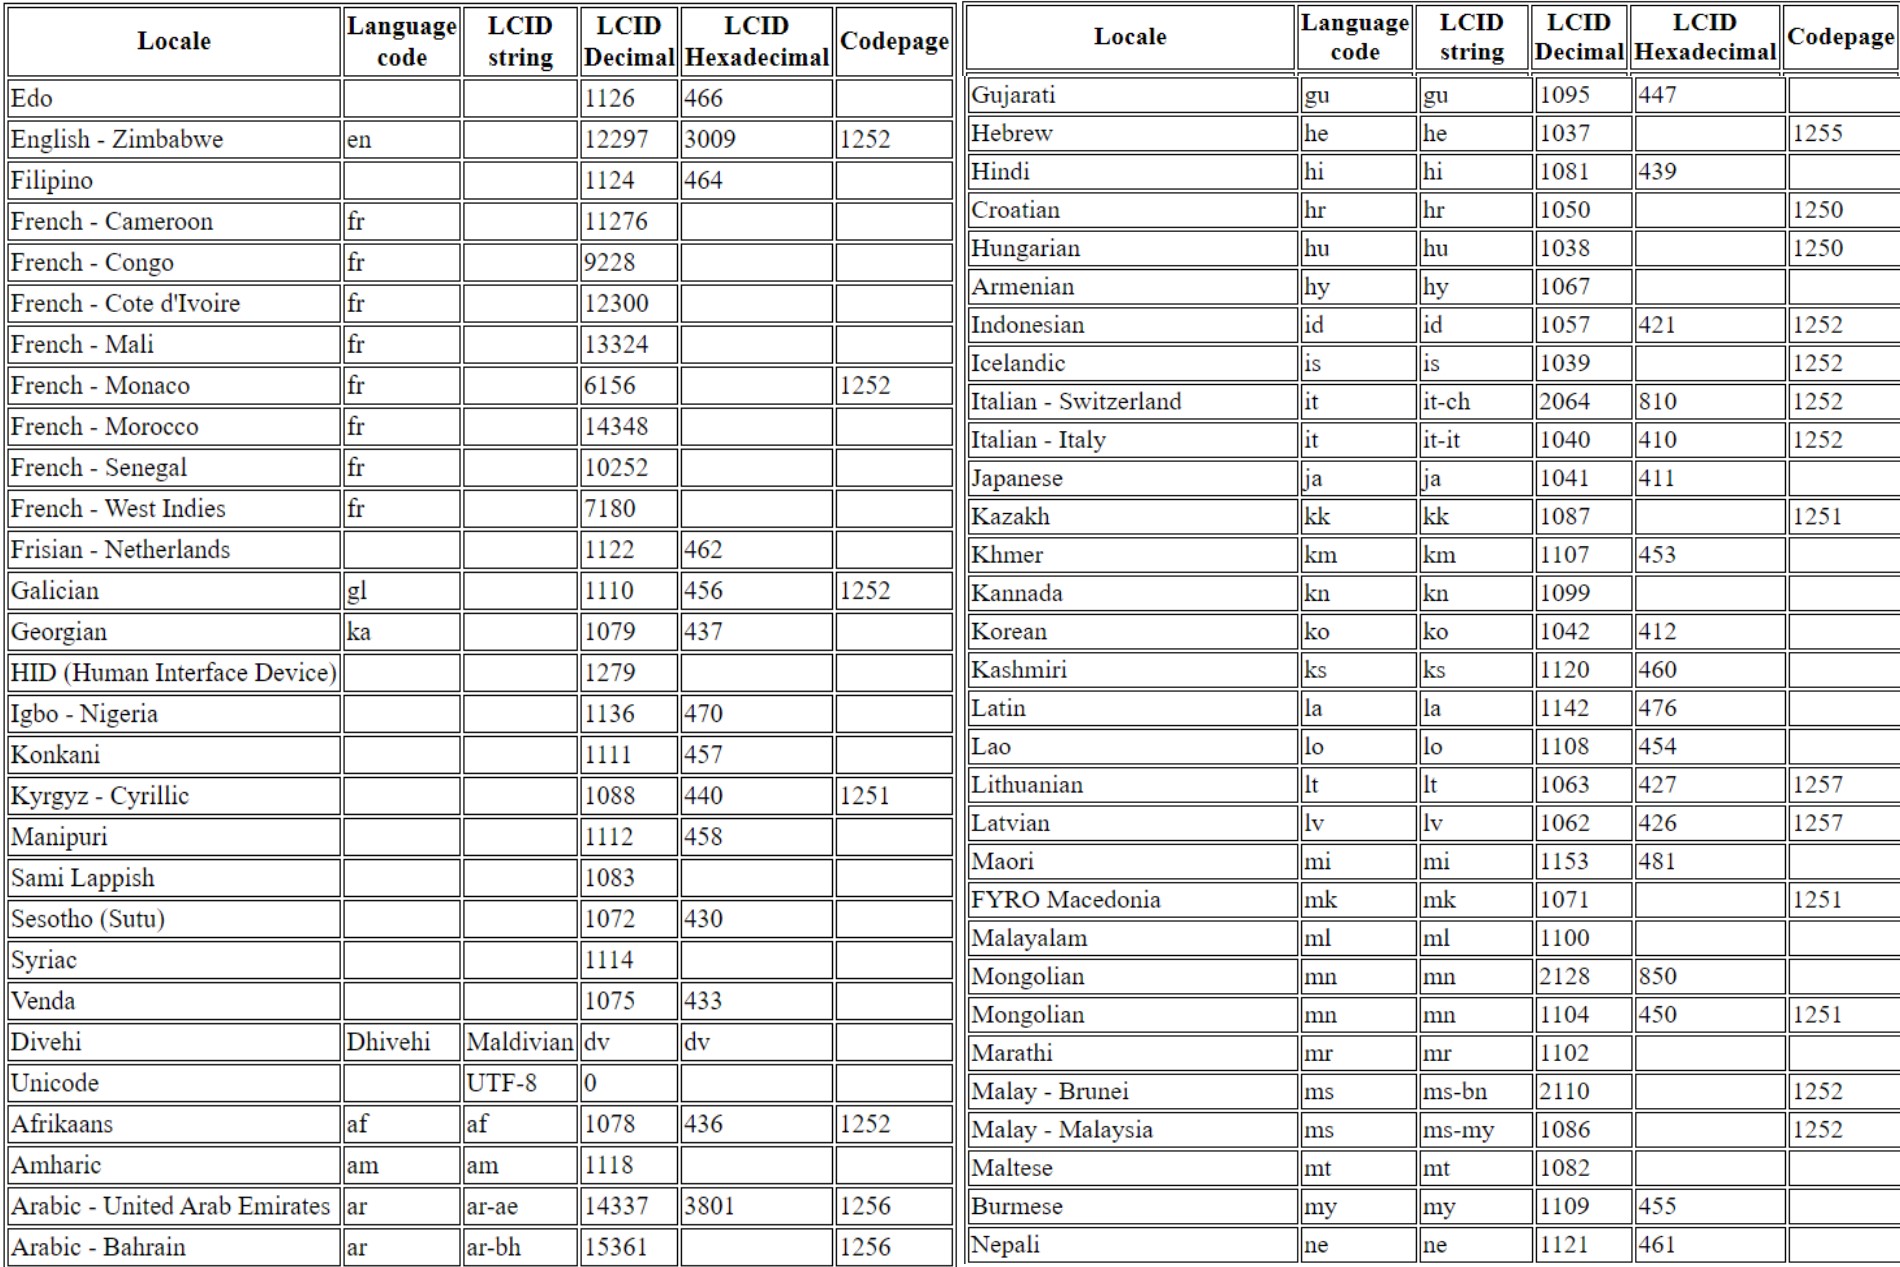 Locale Language code LCID string LCID Decimal LCID Hexadecimal Codepage
Edo 1126 466
English - Zimbabwe en 12297 3009 1252
Filipino 1124 464
French - Cameroon fr 11276
French - Congo fr 9228
French - Cote d'Ivoire fr 12300
French - Mali fr 13324
French - Monaco fr 6156 1252
French - Morocco fr 14348
French - Senegal fr 10252
French - West Indies fr 7180
Frisian - Netherlands 1122 462
Galician gl 1110 456 1252
Georgian ka 1079 437
HID (Human Interface Device) 1279
Igbo - Nigeria 1136 470
Konkani 1111 457
Kyrgyz - Cyrillic 1088 440 1251
Manipuri 1112 458
Sami Lappish 1083
Sesotho (Sutu) 1072 430
Syriac 1114
Venda 1075 433
Divehi Dhivehi Maldivian dv dv
Unicode UTF-8 0
Afrikaans af af 1078 436 1252
Amharic am am 1118
Arabic - United Arab Emirates ar ar-ae 14337 3801 1256
Arabic - Bahrain ar ar-bh 15361 1256
Locale Language code LCID string LCID Decimal LCID Hexadecimal Codepage
Gujarati gu gu 1095 447
Hebrew he he 1037 1255
Hindi hi hi 1081 439
Croatian hr hr 1050 1250
Hungarian hu hu 1038 1250
Armenian hy hy 1067
Indonesian id id 1057 421 1252
Icelandic is is 1039 1252
Italian - Switzerland it it-ch 2064 810 1252
Italian - Italy it it-it 1040 410 1252
Japanese ja ja 1041 411
Kazakh kk kk 1087 1251
Khmer km km 1107 453
Kannada kn kn 1099
Korean ko ko 1042 412
Kashmiri ks ks 1120 460
Latin la la 1142 476
Lao lo lo 1108 454
Lithuanian lt lt 1063 427 1257
Latvian lv lv 1062 426 1257
Maori mi mi 1153 481
FYRO Macedonia mk mk 1071 1251
Malayalam ml ml 1100
Mongolian mn mn 2128 850
Mongolian mn mn 1104 450 1251
Marathi mr mr 1102
Malay - Brunei ms ms-bn 2110 1252
Malay - Malaysia ms ms-my 1086 1252
Maltese mt mt 1082
Burmese my my 1109 455
Nepali ne ne 1121 461